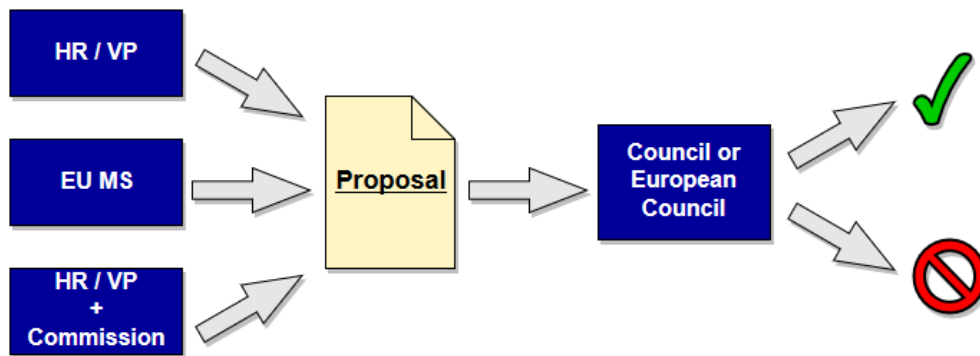 HR / VP
EU MS
HR / VP
+
Commission
Proposal
Council or
European
Council